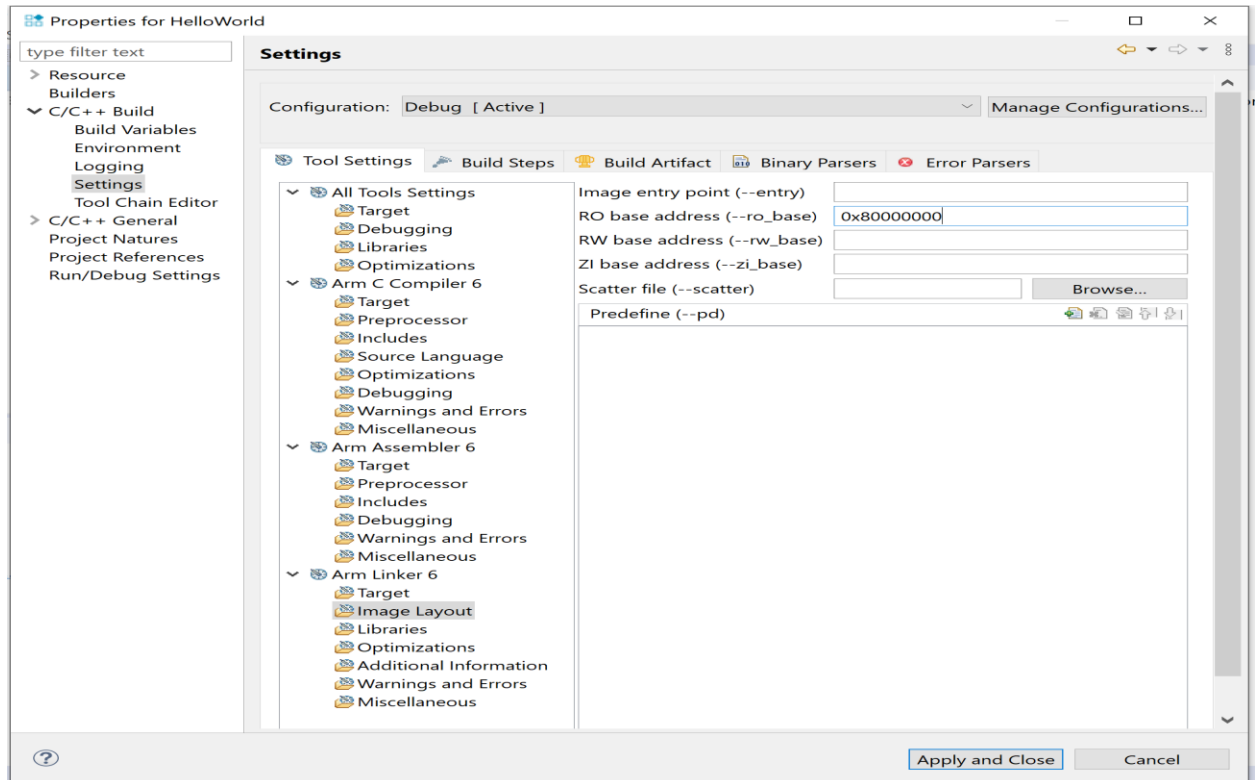 Properties for HelloWorld
type filter text
Resource
Builders
C/C++ Build
Build Variables
Environment
Logging
Settings
Tool Chain Editor
C/C++ General
Project Natures
Project References
Run/Debug Settings
Settings
Configuration: Debug [ Active ] Manage Configurations...
Tool Settings Build Steps Build Artifact Binary Parsers Error Parsers
All Tools Settings
Target
Debugging
Libraries
Optimizations
Arm C Compiler 6
Target
Preprocessor
Includes
Source Language
Optimizations
Debugging
Warnings and Errors
Miscellaneous
Arm Assembler 6
Target
Preprocessor
Includes
Debugging
Warnings and Errors
Miscellaneous
Arm Linker 6
Target
Image Layout
Libraries
Optimizations
Additional Information
Warnings and Errors
Miscellaneous
Image entry point (--entry)
RO base address (--ro_base) 0x80000000
RW base address (--rw_base)
ZI base address (--zi_base)
Scatter file (--scatter) Browse...
Predefine (--pd)
Apply and Close Cancel